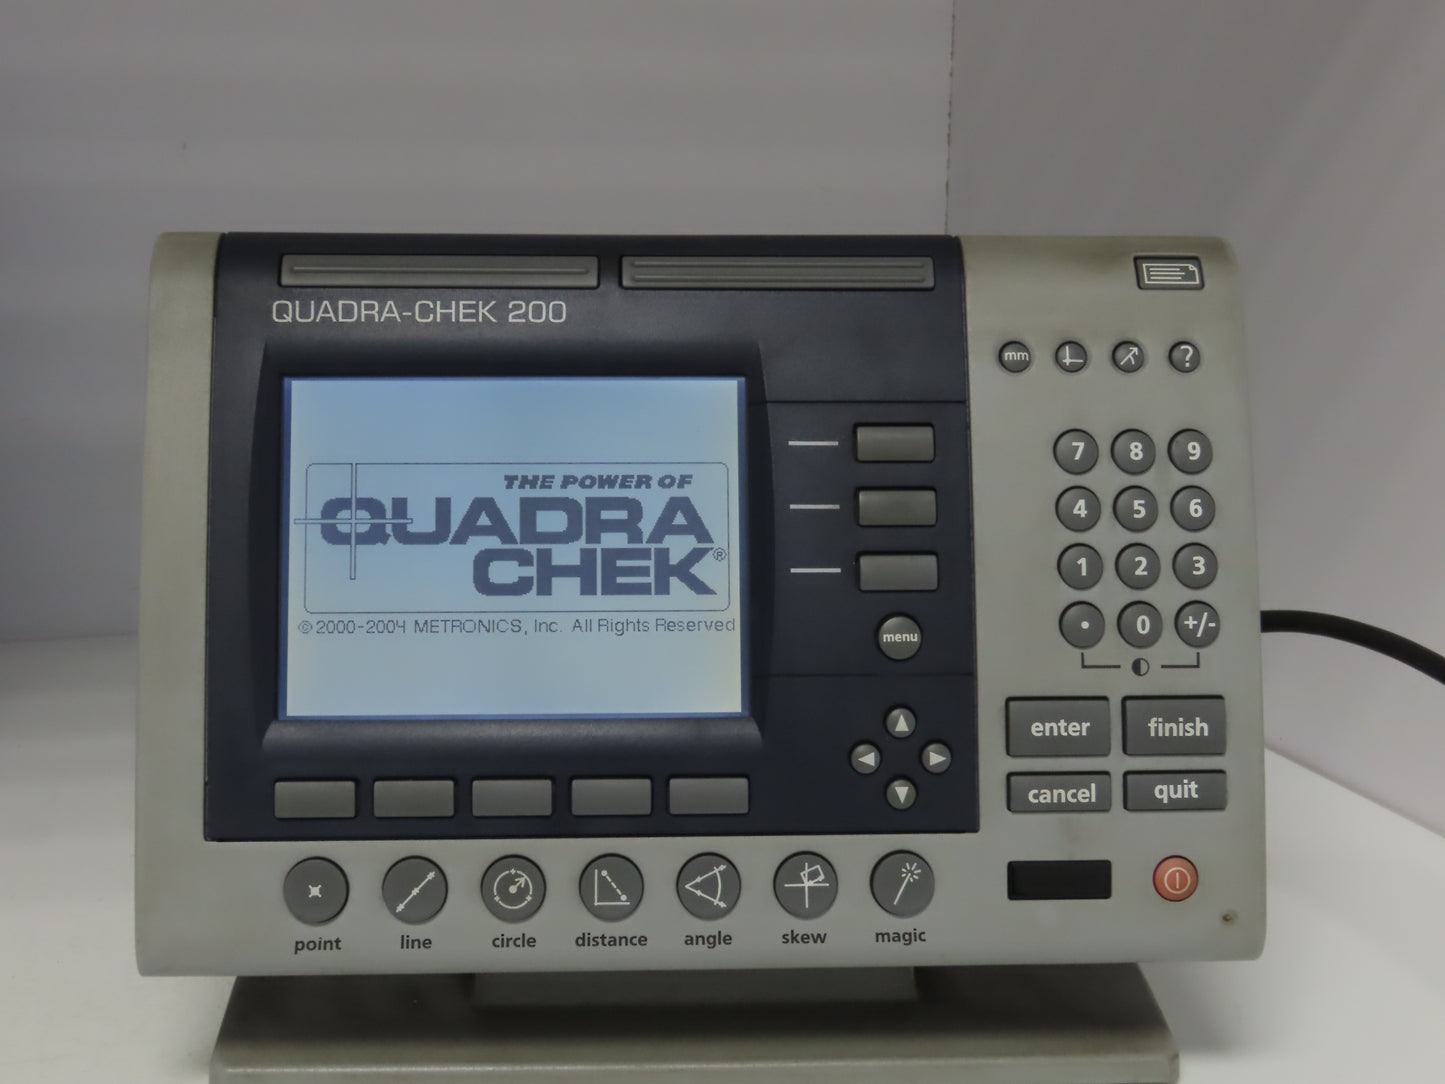 QUADRA-CHEK 200
THE POWER OF
QUADRA
CHEK®
© 2000-2004 METRONICS, Inc. All Rights Reserved
mm
?
7 8 9
4 5 6
1 2 3
. 0 +/-
menu
enter finish
cancel quit
point line circle distance angle skew magic